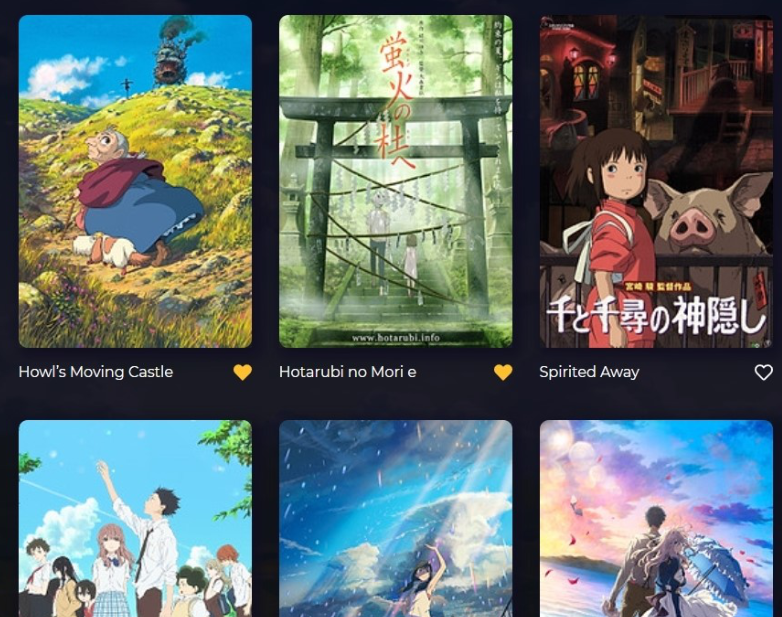 蛍火の杜へ
www.hotarubi.info
宮崎 駿 監督作品
千と千尋の神隠し
Howl's Moving Castle
Hotarubi no Mori e
Spirited Away